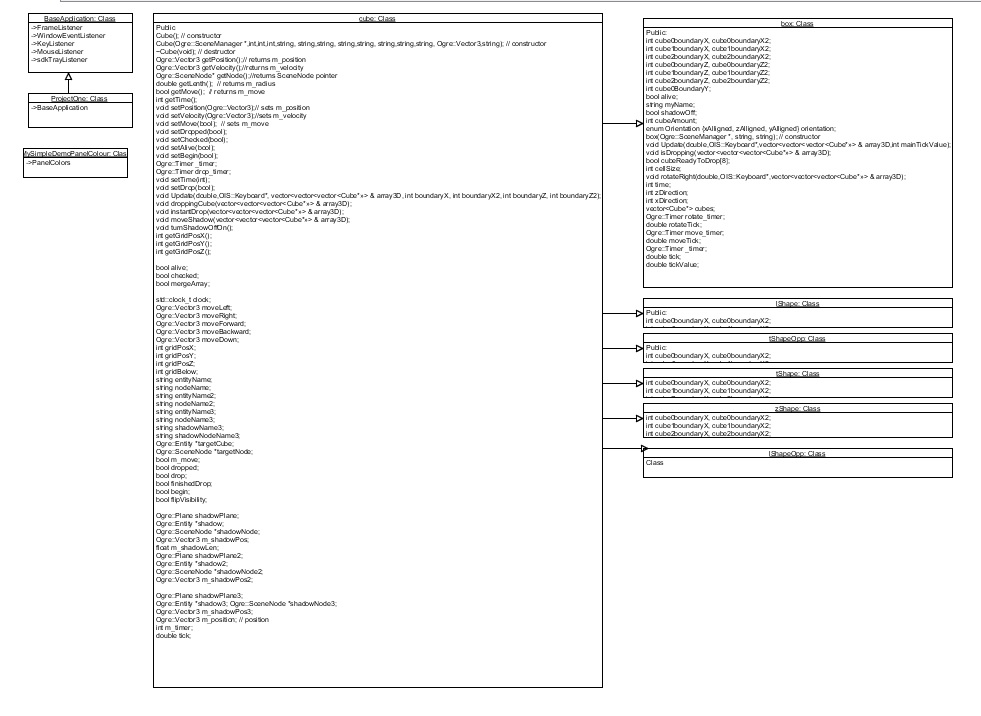 BaseApplication: Class
->FrameListener
->WindowEventListener
->KeyListener
->MouseListener
->sdkTrayListener
ProjectOne: Class
->BaseApplication
MySimpleDemoPanelColour: Clas
->PanelColors
cube: Class
Public
Cube(); // constructor
Cube(Ogre::SceneManager *,int,int,int,string, string,string, string,string, string,string,string, Ogre::Vector3,string); // constructor
~Cube(void); // destructor
Ogre::Vector3 getPosition();// returns m_position
Ogre::Vector3 getVelocity();//returns m_velocity
Ogre::SceneNode* getNode();//returns SceneNode pointer
double getLenth(); // returns m_radius
bool getMove(); // returns m_move
int getTime();
void setPosition(Ogre::Vector3);// sets m_position
void setVelocity(Ogre::Vector3);//sets m_velocity
void setMove(bool); // sets m_move
void setDropped(bool);
void setChecked(bool);
void setAlive(bool);
void setBegin(bool);
Ogre::Timer _timer;
Ogre::Timer drop_timer;
void setTime(int);
void setDrop(bool);
void Update(double,OIS::Keyboard*, vector<vector<vector<Cube*>>> & array3D, int boundaryX, int boundaryX2, int boundaryZ, int boundaryZ2);
void droppingCube(vector<vector<vector<Cube*>>> & array3D);
void instantDrop(vector<vector<vector<Cube*>>> & array3D);
void moveShadow(vector<vector<vector<Cube*>>> & array3D);
void turnShadowOffOn();
int getGridPosX();
int getGridPosY();
int getGridPosZ();
bool alive;
bool checked;
bool mergeArray;
std::clock_t clock;
Ogre::Vector3 moveLeft;
Ogre::Vector3 moveRight;
Ogre::Vector3 moveForward;
Ogre::Vector3 moveBackward;
Ogre::Vector3 moveDown;
int gridPosX;
int gridPosY;
int gridPosZ;
int gridBelow;
string entityName;
string nodeName;
string entityName2;
string nodeName2;
string entityName3;
string nodeName3;
string shadowName3;
string shadowNodeName3;
Ogre::Entity *targetCube;
Ogre::SceneNode *targetNode;
bool m_move;
bool dropped;
bool drop;
bool finishedDrop;
bool begin;
bool flipVisibility;
Ogre::Plane shadowPlane;
Ogre::Entity *shadow;
Ogre::SceneNode *shadowNode;
Ogre::Vector3 m_shadowPos;
float m_shadowLen;
Ogre::Plane shadowPlane2;
Ogre::Entity *shadow2;
Ogre::SceneNode *shadowNode2;
Ogre::Vector3 m_shadowPos2;
Ogre::Plane shadowPlane3;
Ogre::Entity *shadow3; Ogre::SceneNode *shadowNode3;
Ogre::Vector3 m_shadowPos3;
Ogre::Vector3 m_position; // position
int m_timer;
double tick;
box: Class
Public:
int cube0boundaryX, cube0boundaryX2;
int cube1boundaryX, cube1boundaryX2;
int cube2boundaryX, cube2boundaryX2;
int cube0boundaryZ, cube0boundaryZ2;
int cube1boundaryZ, cube1boundaryZ2;
int cube2boundaryZ, cube2boundaryZ2;
int cube0BoundaryY;
bool alive;
string myName;
bool shadowOff;
int cubeAmount;
enum Orientation {xAlligned, zAlligned, yAlligned} orientation;
box(Ogre::SceneManager *, string, string); // constructor
void Update(double,OIS::Keyboard*,vector<vector<vector<Cube*>>> & array3D,int mainTickValue);
void isDropping(vector<vector<vector<Cube*>>> & array3D);
bool cubeReadyToDrop[8];
int cellSize;
void rotateRight(double,OIS::Keyboard*,vector<vector<vector<Cube*>>> & array3D);
int time;
int zDirection;
int xDirection;
vector<Cube*> cubes;
Ogre::Timer rotate_timer;
double rotateTick;
Ogre::Timer move_timer;
double moveTick;
Ogre::Timer _timer;
double tick;
double tickValue;
lShape: Class
Public:
int cube0boundaryX, cube0boundaryX2;
tShapeOpp: Class
Public:
int cube0boundaryX, cube0boundaryX2;
tShape: Class
int cube0boundaryX, cube0boundaryX2;
int cube1boundaryX, cube1boundaryX2;
zShape: Class
int cube0boundaryX, cube0boundaryX2;
int cube1boundaryX, cube1boundaryX2;
int cube2boundaryX, cube2boundaryX2;
lShapeOpp: Class
Class